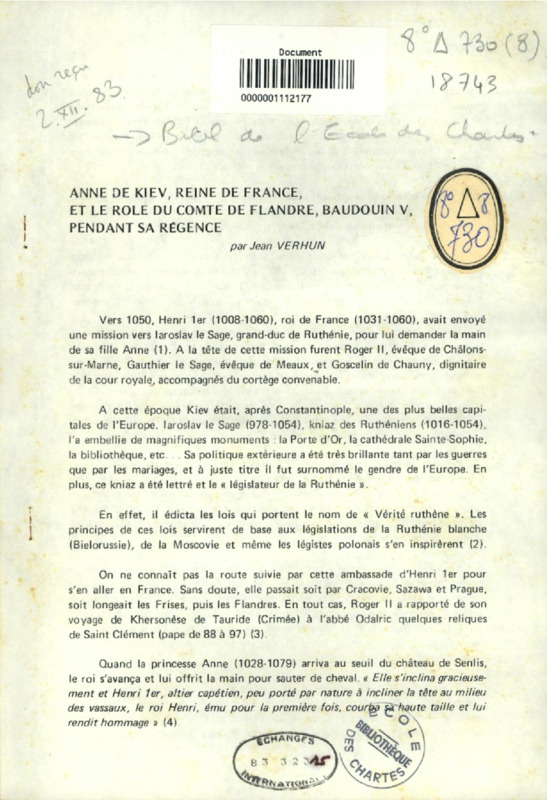 Document
0000001112177
8° Δ 730 (8)
18743
don reçu
2.XII.83
→ Bibl de l'Ecole des Chartes
8° Δ 8
730
ANNE DE KIEV, REINE DE FRANCE,
ET LE ROLE DU COMTE DE FLANDRE, BAUDOUIN V,
PENDANT SA RÉGENCE
par Jean VERHUN
Vers 1050, Henri 1er (1008-1060), roi de France (1031-1060), avait envoyé
une mission vers Iaroslav le Sage, grand-duc de Ruthénie, pour lui demander la main
de sa fille Anne (1). A la tête de cette mission furent Roger II, évêque de Châlons-
sur-Marne, Gauthier le Sage, évêque de Meaux, et Goscelin de Chauny, dignitaire
de la cour royale, accompagnés du cortège convenable.
A cette époque Kiev était, après Constantinople, une des plus belles capi-
tales de l'Europe. Iaroslav le Sage (978-1054), kniaz des Ruthéniens (1016-1054),
l'a embellie de magnifiques monuments : la Porte d'Or, la cathédrale Sainte-Sophie,
la bibliothèque, etc. . . Sa politique extérieure a été très brillante tant par les guerres
que par les mariages, et à juste titre il fut surnommé le gendre de l'Europe. En
plus, ce kniaz a été lettré et le « législateur de la Ruthénie ».
En effet, il édicta les lois qui portent le nom de « Vérité ruthène ». Les
principes de ces lois servirent de base aux législations de la Ruthénie blanche
(Bielorussie), de la Moscovie et même les légistes polonais s'en inspirèrent (2).
On ne connaît pas la route suivie par cette ambassade d'Henri 1er pour
s'en aller en France. Sans doute, elle passait soit par Cracovie, Sazawa et Prague,
soit longeait les Frises, puis les Flandres. En tout cas, Roger II a rapporté de son
voyage de Khersonèse de Tauride (Crimée) à l'abbé Odalric quelques reliques
de Saint Clément (pape de 88 à 97) (3).
Quand la princesse Anne (1028-1079) arriva au seuil du château de Senlis,
le roi s'avança et lui offrit la main pour sauter de cheval. « Elle s'inclina gracieuse-
ment et Henri 1er, altier capétien, peu porté par nature à incliner la tête au milieu
des vassaux, le roi Henri, ému pour la première fois, courba sa haute taille et lui
rendit hommage » (4).
ÉCHANGES
83 32315
INTERNATIONAUX
ÉCOLE
BIBLIOTHÈQUE
DES
CHARTES